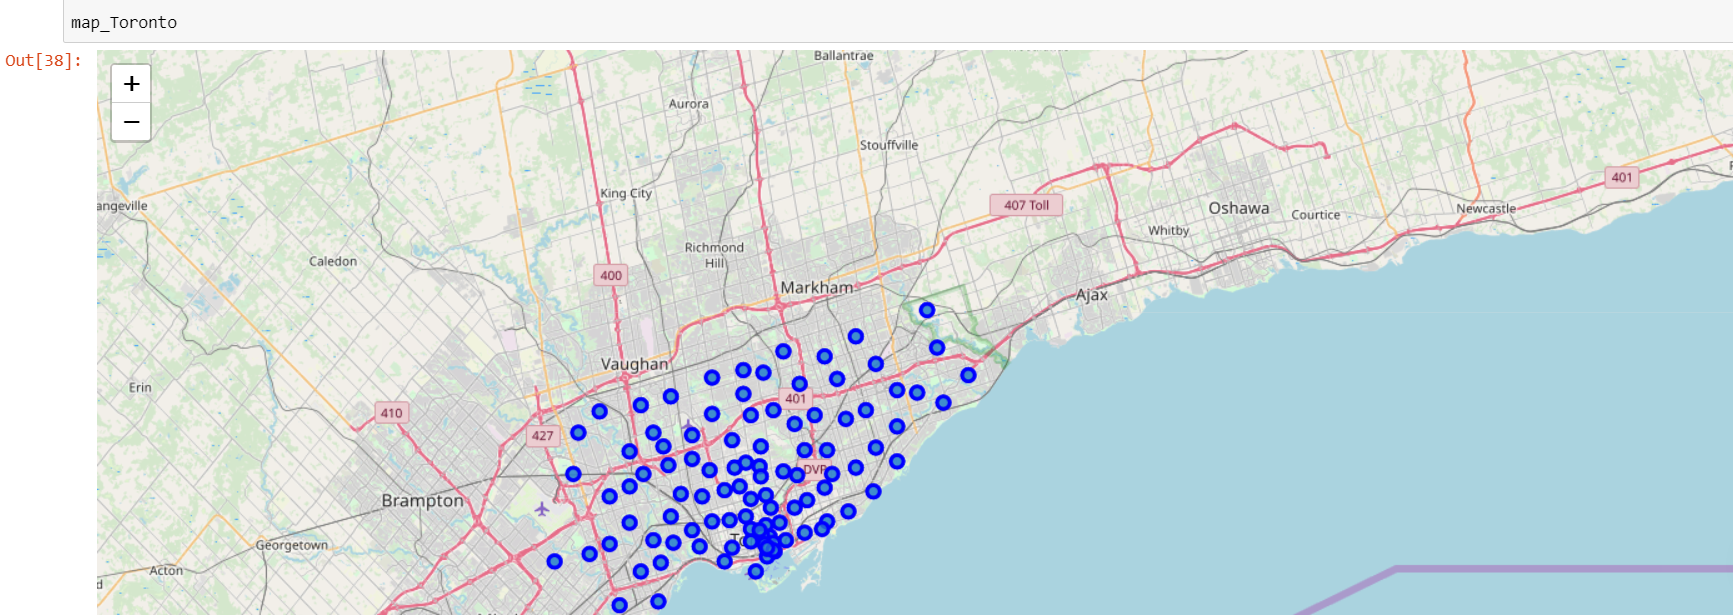 map_Toronto
Out[38]:
+
−
Ballantrae
Aurora
Stouffville
King City
401
angeville
407 Toll
Oshawa
Courtice
Newcastle
Whitby
Richmond
Hill
Caledon
400
Markham
Ajax
Vaughan
Erin
401
410
427
DVP
Brampton
Georgetown
Acton
d